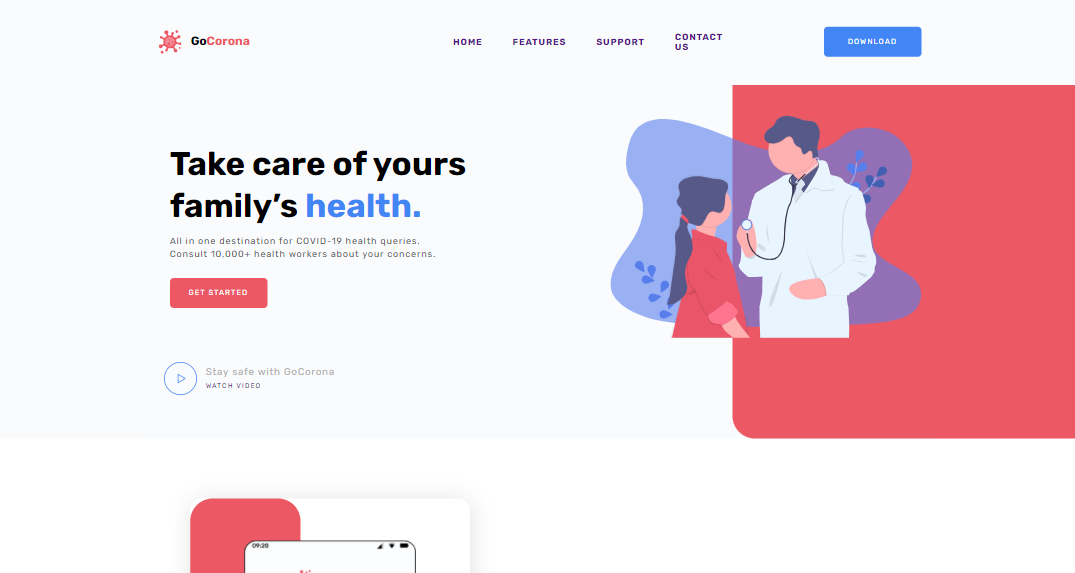 GoCorona
HOME
FEATURES
SUPPORT
CONTACT
US
DOWNLOAD
Take care of yours
family’s health.
All in one destination for COVID-19 health queries.
Consult 10,000+ health workers about your concerns.
GET STARTED
Stay safe with GoCorona
WATCH VIDEO
09:20